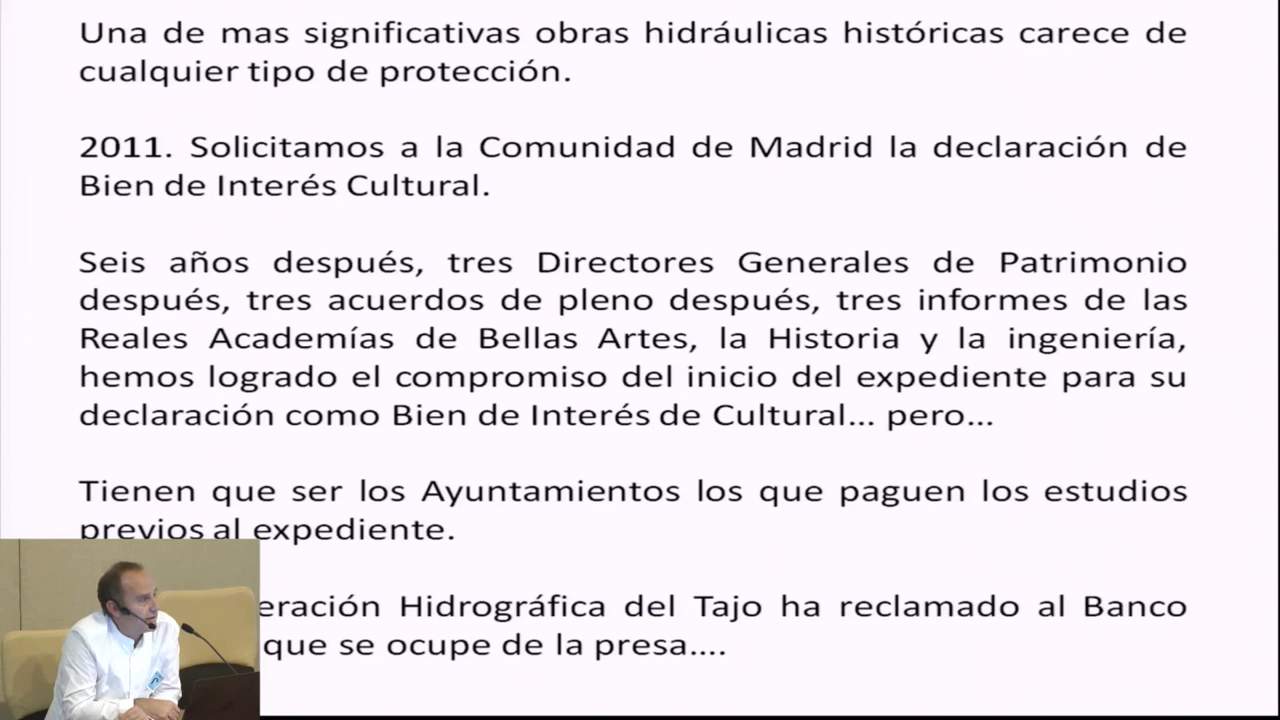 Una de mas significativas obras hidráulicas históricas carece de
cualquier tipo de protección.
2011. Solicitamos a la Comunidad de Madrid la declaración de
Bien de Interés Cultural.
Seis años después, tres Directores Generales de Patrimonio
después, tres acuerdos de pleno después, tres informes de las
Reales Academías de Bellas Artes, la Historia y la ingeniería,
hemos logrado el compromiso del inicio del expediente para su
declaración como Bien de Interés de Cultural... pero...
Tienen que ser los Ayuntamientos los que paguen los estudios
previos al expediente.
Hidrográfica del Tajo ha reclamado al Banco
que se ocupe de la presa....